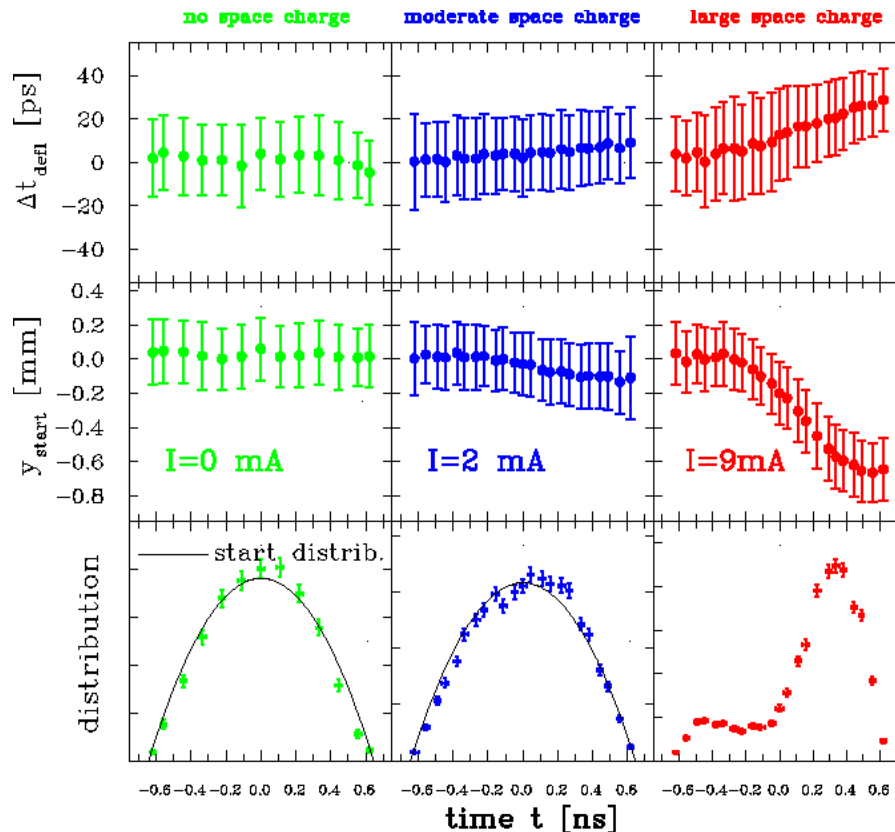 no space charge moderate space charge large space charge
Δt_defl [ps]
40
20
0
−20
−40
y_start [mm]
0.4
0.2
0.0
−0.2
−0.4
−0.6
−0.8
I=0 mA I=2 mA I=9mA
distribution
start distrib.
−0.6 −0.4 −0.2 0.0 0.2 0.4 0.6 −0.6 −0.4 −0.2 0.0 0.2 0.4 0.6 −0.6 −0.4 −0.2 0.0 0.2 0.4 0.6
time t [ns]